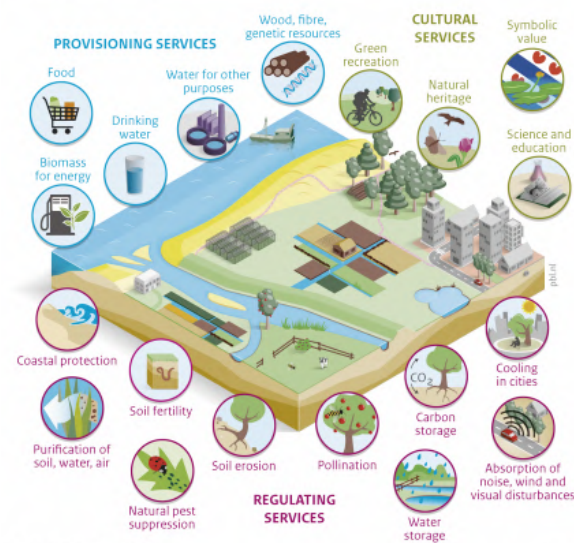 PROVISIONING SERVICES
Food
Biomass
for energy
Drinking
water
Water for other
purposes
Wood, fibre,
genetic resources
CULTURAL
SERVICES
Green
recreation
Natural
heritage
Symbolic
value
Science and
education
pbl.nl
Coastal protection
Purification of
soil, water, air
Soil fertility
Natural pest
suppression
Soil erosion
Pollination
REGULATING
SERVICES
CO2
Carbon
storage
Water
storage
Cooling
in cities
Absorption of
noise, wind and
visual disturbances